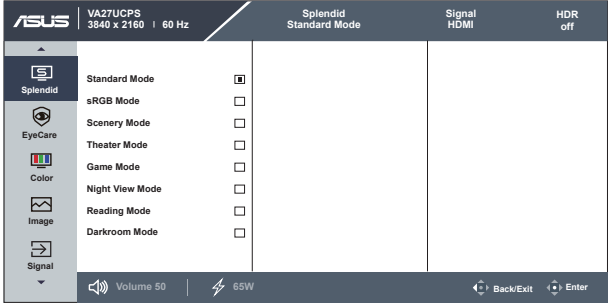 ASUS
VA27UCPS
3840 x 2160 | 60 Hz
Splendid
Standard Mode
Signal
HDMI
HDR
off
Splendid
EyeCare
Color
Image
Signal
Standard Mode
sRGB Mode
Scenery Mode
Theater Mode
Game Mode
Night View Mode
Reading Mode
Darkroom Mode
Volume 50
65W
Back/Exit
Enter